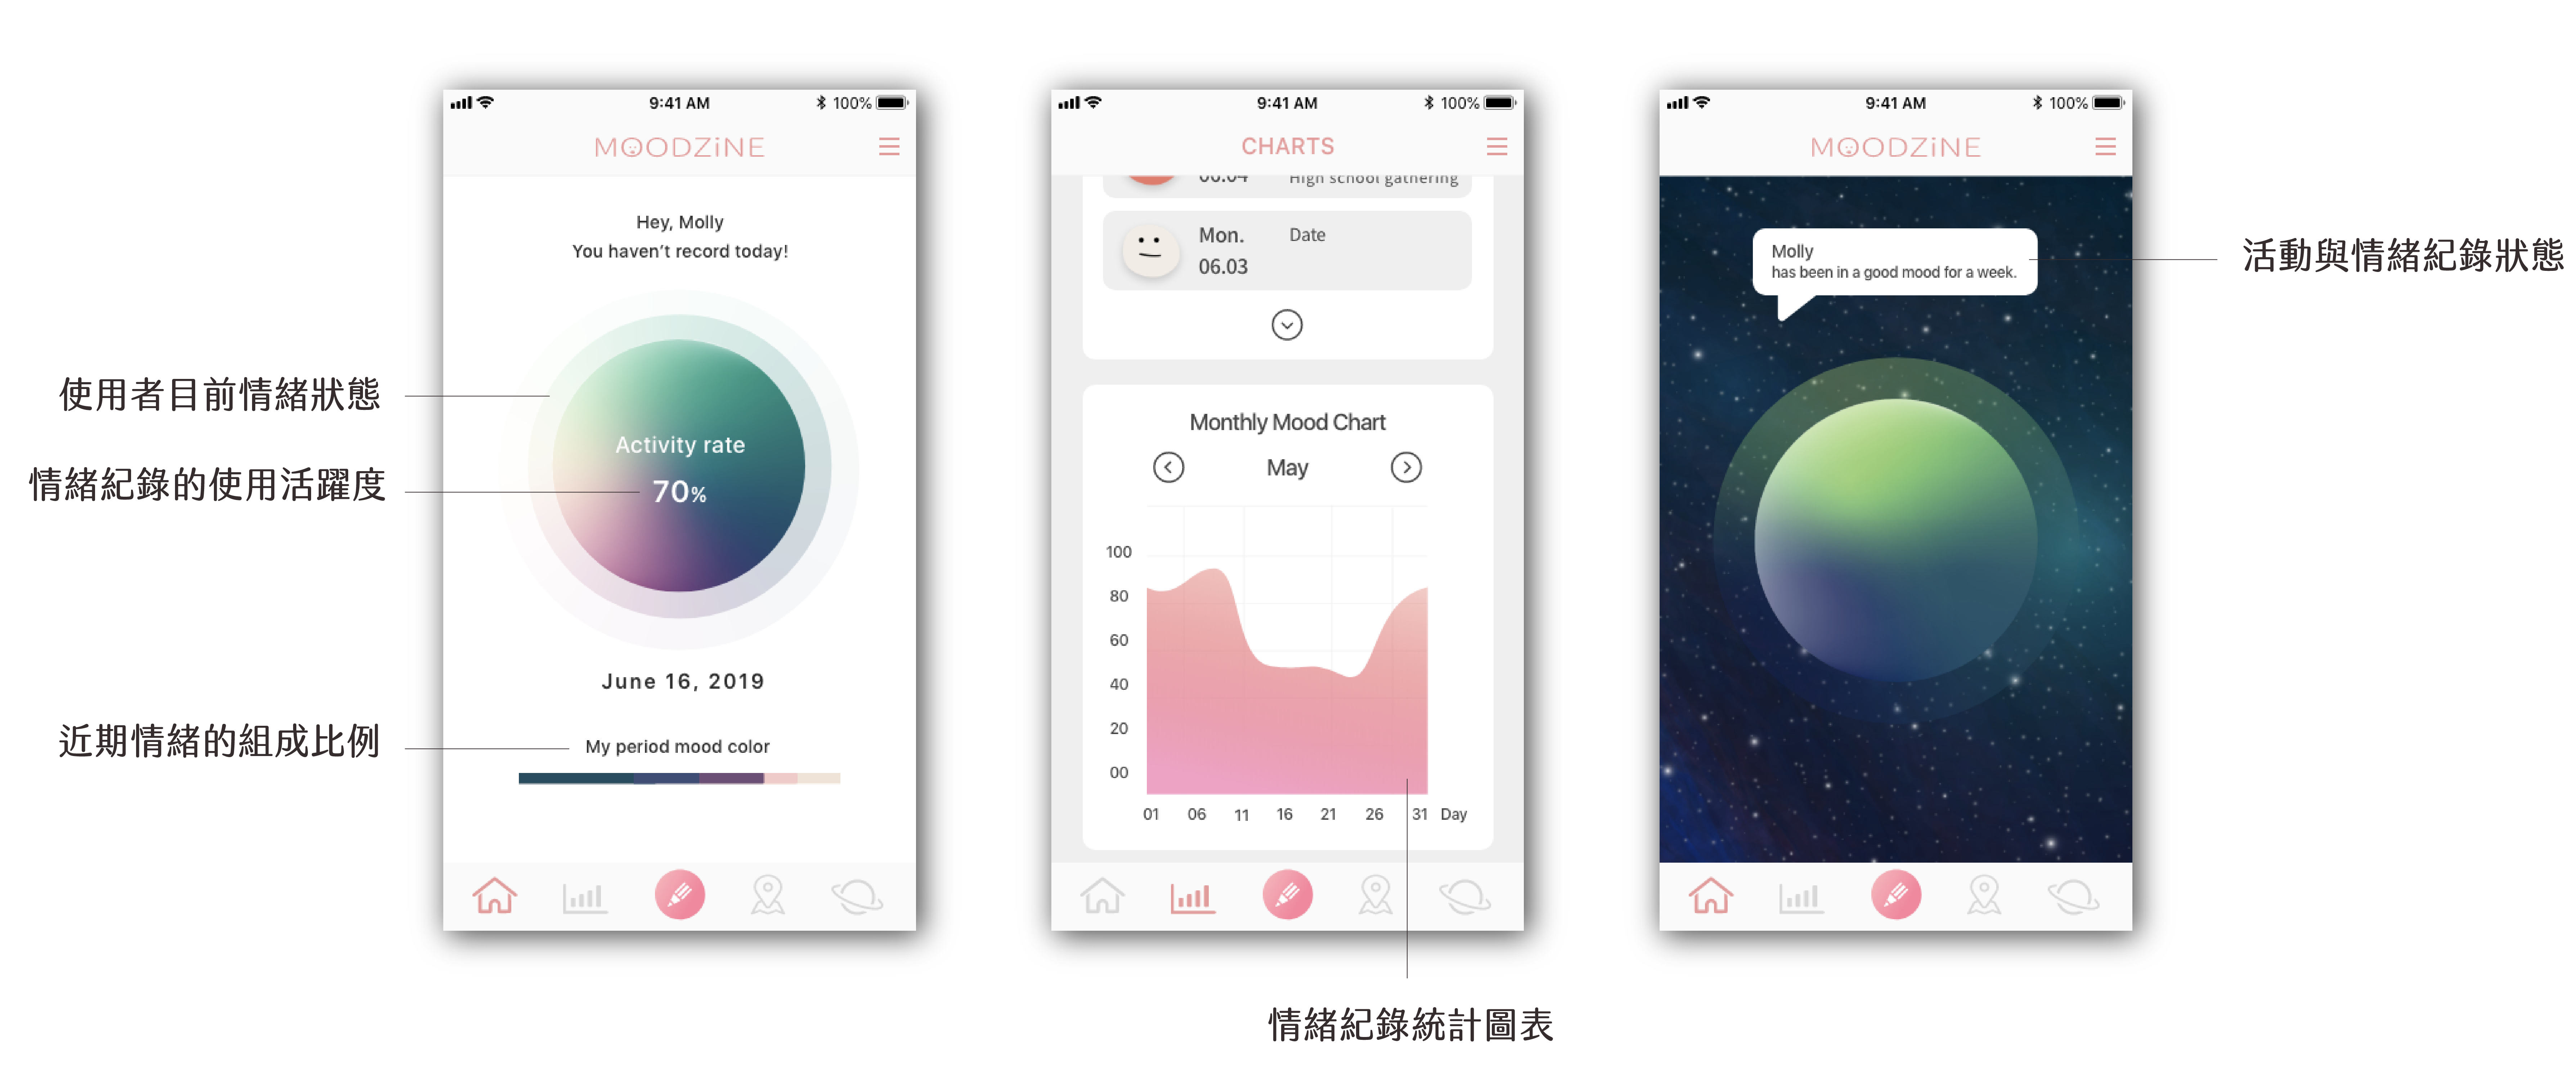 9:41 AM
100%
MOODZiNE
Hey, Molly
You haven't record today!
使用者目前情緒狀態
情緒紀錄的使用活躍度
Activity rate
70%
June 16, 2019
近期情緒的組成比例
My period mood color
9:41 AM
100%
CHARTS
06.04
High school gathering
Mon.
06.03
Date
Monthly Mood Chart
May
100
80
60
40
20
00
01 06 11 16 21 26 31 Day
情緒紀錄統計圖表
9:41 AM
100%
MOODZiNE
Molly
has been in a good mood for a week.
活動與情緒紀錄狀態